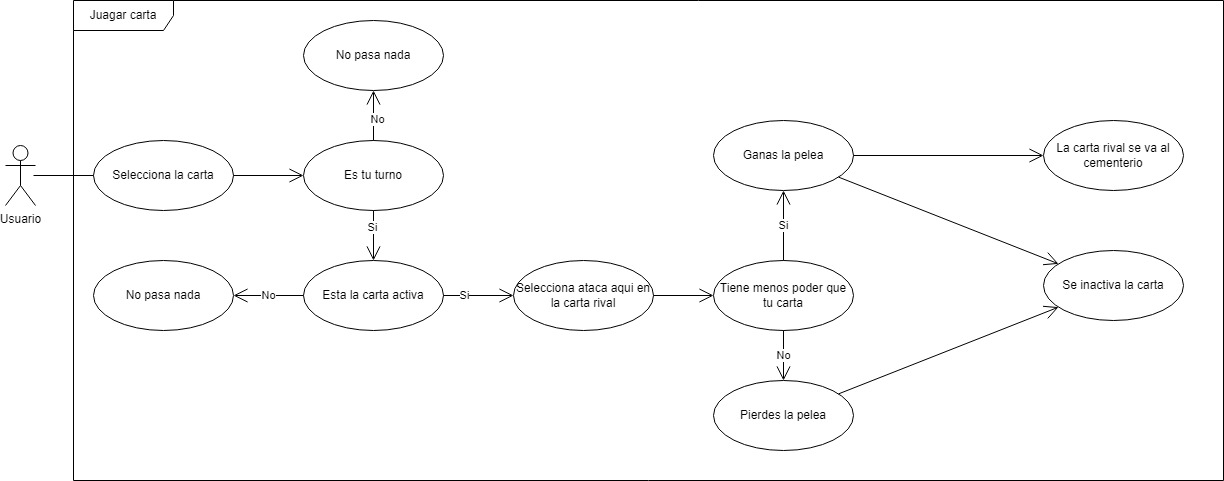 Juagar carta
No pasa nada
No
Usuario
Selecciona la carta
Es tu turno
Si
No pasa nada
No
Esta la carta activa
Si
Selecciona ataca aqui en
la carta rival
Tiene menos poder que
tu carta
Si
Ganas la pelea
La carta rival se va al
cementerio
Se inactiva la carta
No
Pierdes la pelea